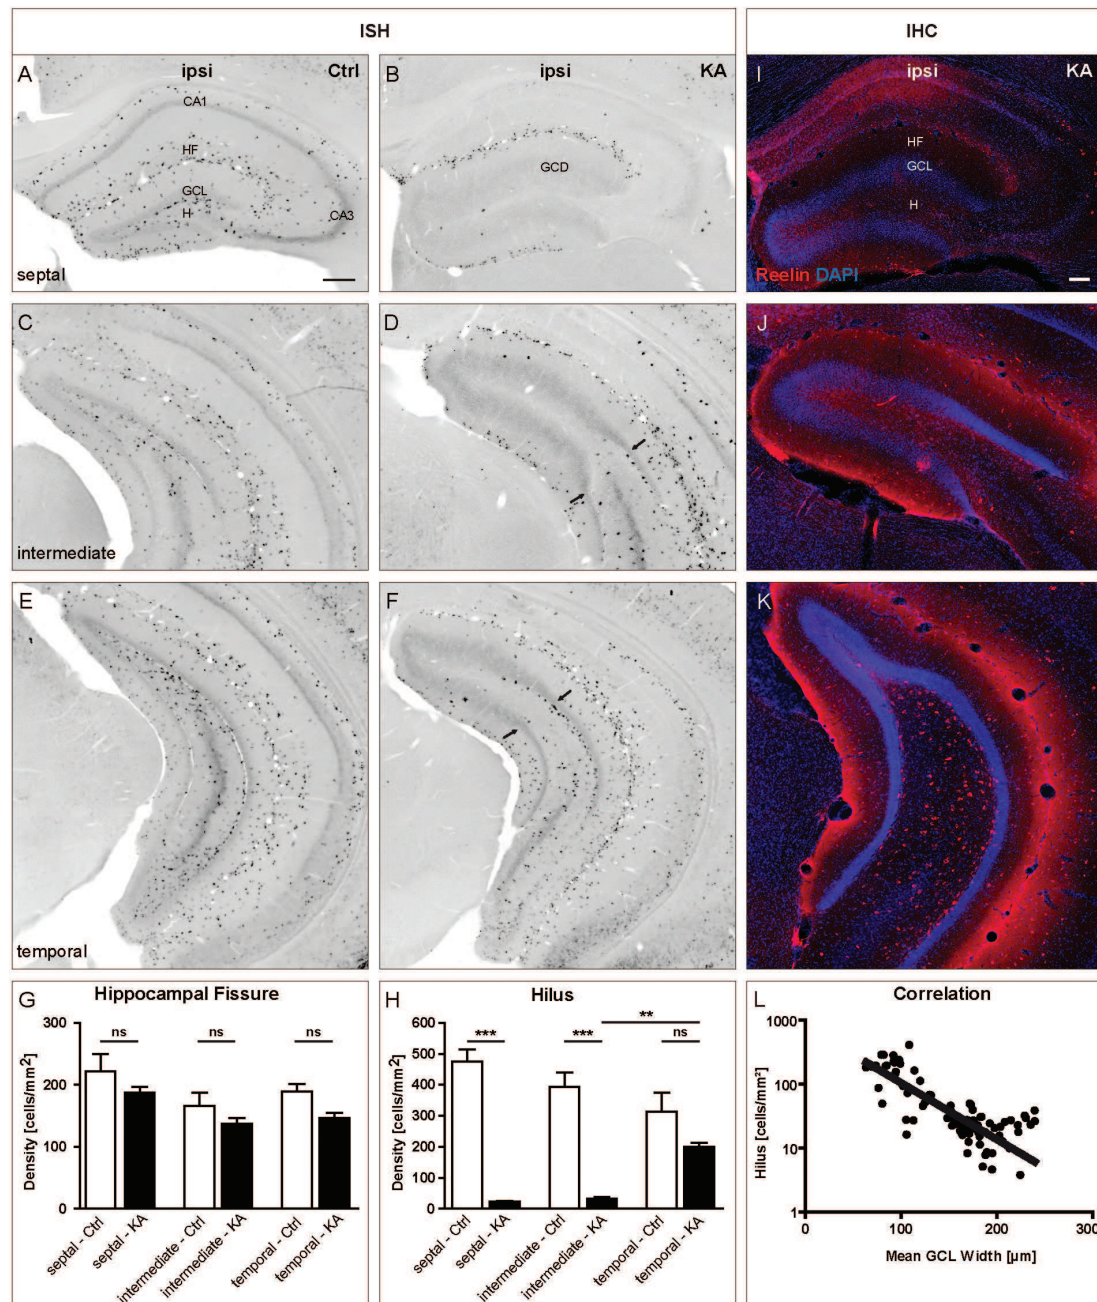 ISH
IHC
A ipsi Ctrl
CA1
HF
GCL
H
CA3
septal
B ipsi KA
GCD
I ipsi KA
HF
GCL
H
Reelin DAPI
C
intermediate
D
J
E
temporal
F
K
G Hippocampal Fissure
Density [cells/mm²]
300
200
100
0
ns
ns
ns
septal - Ctrl
septal - KA
intermediate - Ctrl
intermediate - KA
temporal - Ctrl
temporal - KA
H Hilus
Density [cells/mm²]
600
500
400
300
200
100
0
**
***
***
ns
septal - Ctrl
septal - KA
intermediate - Ctrl
intermediate - KA
temporal - Ctrl
temporal - KA
L Correlation
Hilus [cells/m²]
1000
100
10
1
0 100 200 300
Mean GCL Width [µm]